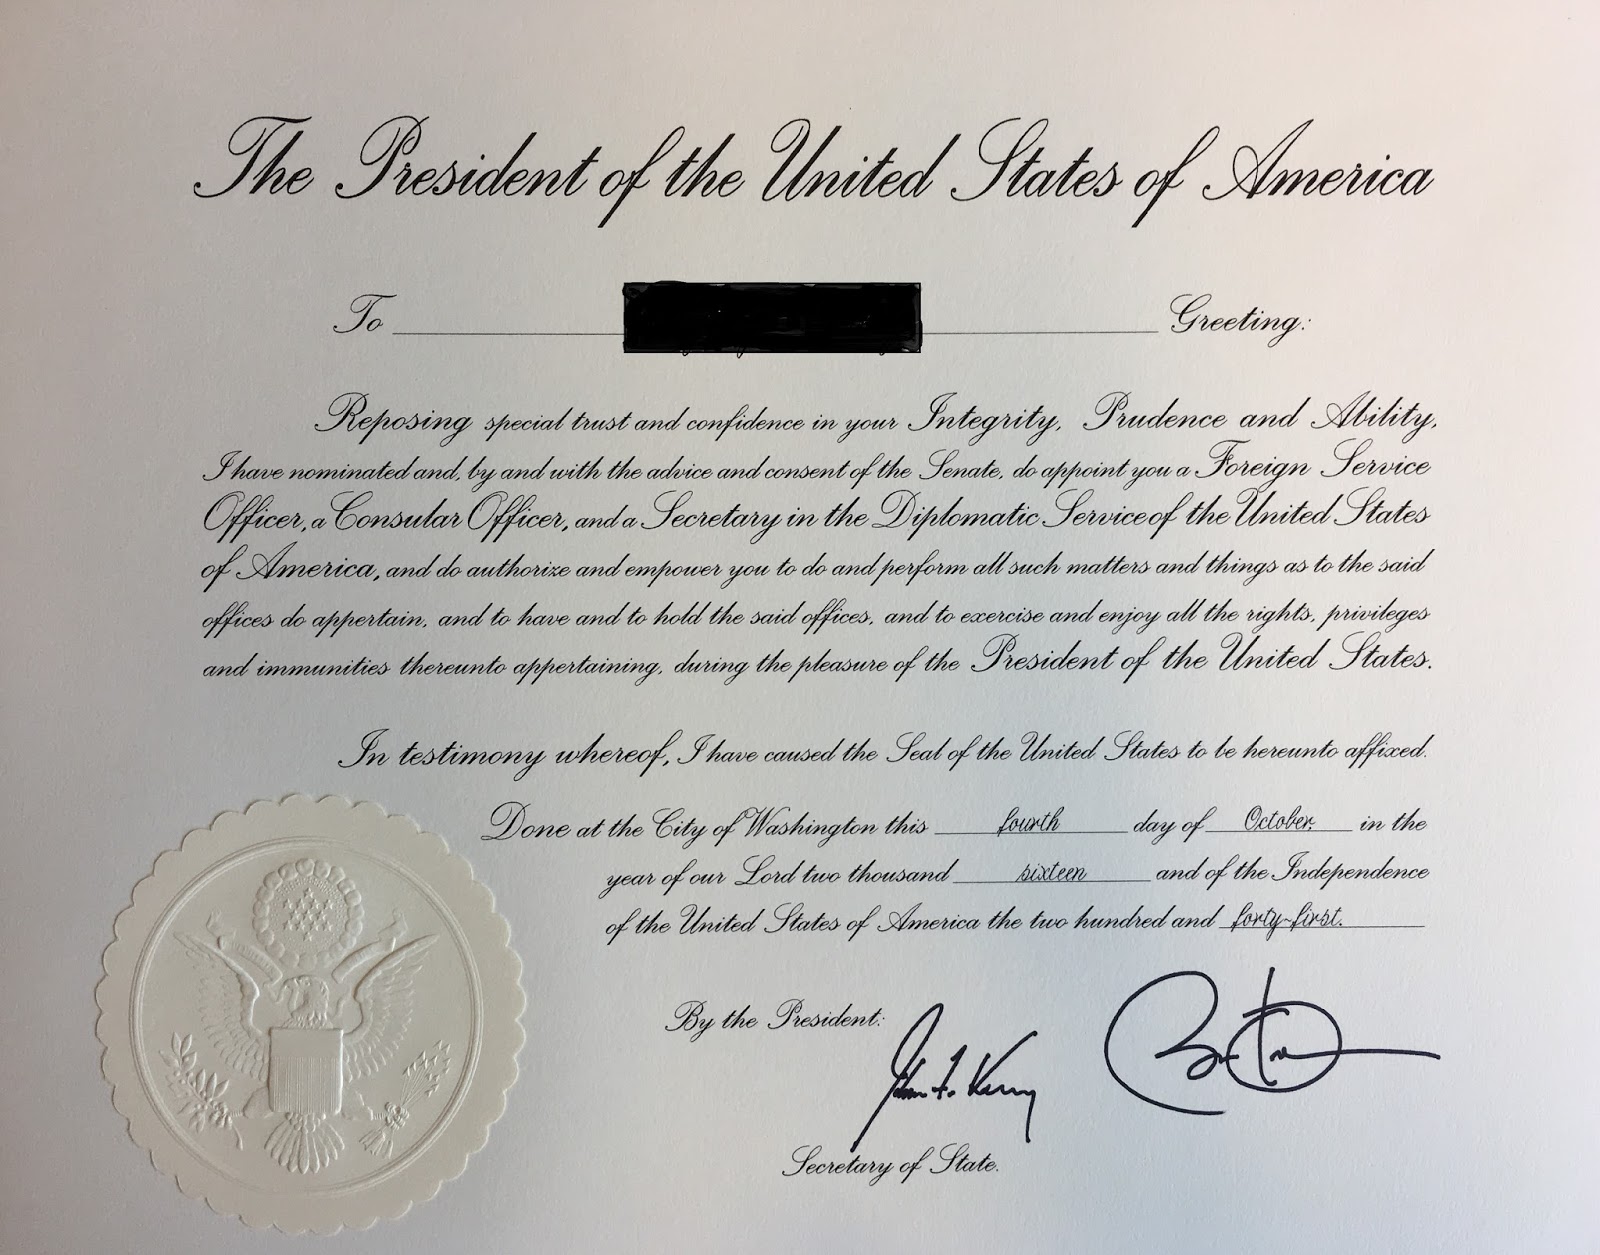 The President of the United States of America
To Greeting:
Reposing special trust and confidence in your Integrity, Prudence and Ability,
I have nominated and, by and with the advice and consent of the Senate, do appoint you a Foreign Service
Officer, a Consular Officer, and a Secretary in the Diplomatic Service of the United States
of America, and do authorize and empower you to do and perform all such matters and things as to the said
offices do appertain, and to have and to hold the said offices, and to exercise and enjoy all the rights, privileges
and immunities thereunto appertaining, during the pleasure of the President of the United States.
In testimony whereof, I have caused the Seal of the United States to be hereunto affixed.
Done at the City of Washington this fourth day of October, in the
year of our Lord two thousand sixteen and of the Independence
of the United States of America the two hundred and forty-first.
By the President:
John F. Kerry
Secretary of State.